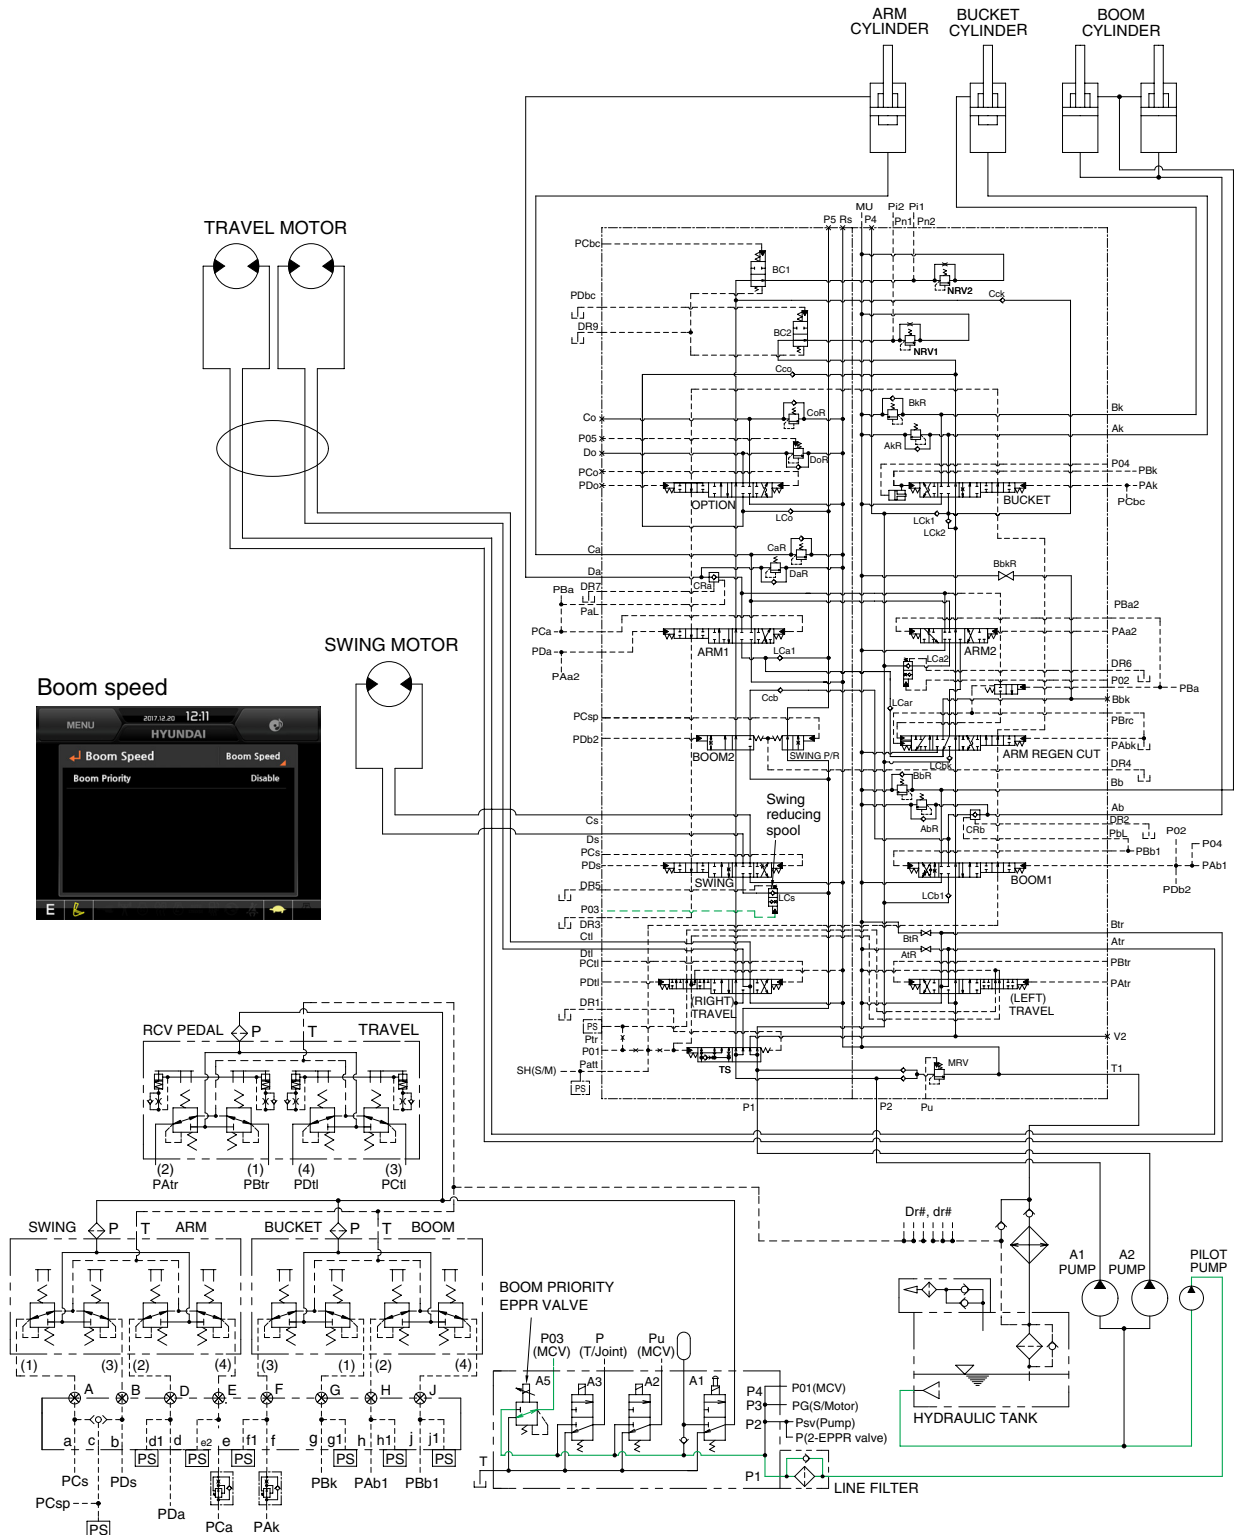 ARM
CYLINDER
BUCKET
CYLINDER
BOOM
CYLINDER
TRAVEL MOTOR
MU Pi2 Pi1
P5 Rs P4 Pn1 Pn2
PCbc
BC1
NRV2
Cck
PDbc
DR9
BC2
NRV1
Cco
CoR
BkR
Bk
Co
P05
Do
DoR
AkR
Ak
PCo
PDo
P04
PBk
PAk
PCbc
OPTION
BUCKET
LCo
LCk1
LCk2
Ca
CaR
Da
DaR
CRa
BbkR
PBa
DR7
PaL
PBa2
PCa
PDa
PAa2
ARM1
ARM2
PAa2
LCa1
LCa2
DR6
P02
PBa
Ccb
LCar
Bbk
SWING MOTOR
PCsp
PDb2
BOOM2
SWING P/R
PBrc
PAbk
ARM REGEN CUT
LCbk
DR4
Boom speed
MENU
2017.12.20 12:11
HYUNDAI
Boom Speed
Boom Speed
Boom Priority
Disable
E
BbR
Bb
Swing
reducing
spool
AbR
CRb
Ab
DR2
PbL
Cs
Ds
PCs
PDs
PBb1
P02
P04
PAb1
PDb2
SWING
BOOM1
DR5
LCs
LCb1
P03
DR3
Ctl
BtR
Btr
Dtl
AtR
Atr
PCtl
PBtr
PDtl
PAtr
(RIGHT)
TRAVEL
(LEFT)
TRAVEL
DR1
PS
Ptr
P01
Patt
TS
V2
SH(S/M)
PS
MRV
T1
P1
P2
Pu
RCV PEDAL
P
T
TRAVEL
(2)
PAtr
(1)
PBtr
(4)
PDtl
(3)
PCtl
SWING
P
T
ARM
BUCKET
P
T
BOOM
Dr#, dr#
A1
PUMP
A2
PUMP
PILOT
PUMP
BOOM PRIORITY
EPPR VALVE
P03
(MCV)
P
(T/Joint)
Pu
(MCV)
(1)
(3)
(2)
(4)
(3)
(1)
(2)
(4)
A
B
D
E
F
G
H
J
A5
A3
A2
A1
P4
P01(MCV)
P3
PG(S/Motor)
P2
Psv(Pump)
P(2-EPPR valve)
HYDRAULIC TANK
a
c
b
d1
d
e2
e
f1
f
g
g1
h
h1
j
j1
PS
PS
PS
PS
PS
PS
T
P1
LINE FILTER
PCs
PDs
PBk
PAb1
PBb1
PCsp
PDa
PS
PCa
PAk